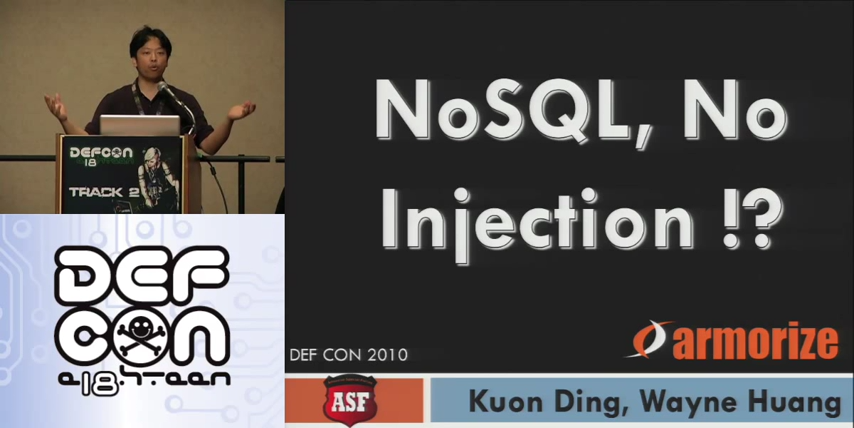 DEFCON
18
TRACK 2
DEF
CON
e18hteen
NoSQL, No
Injection !?
armorize
DEF CON 2010
ASF
Kuon Ding, Wayne Huang